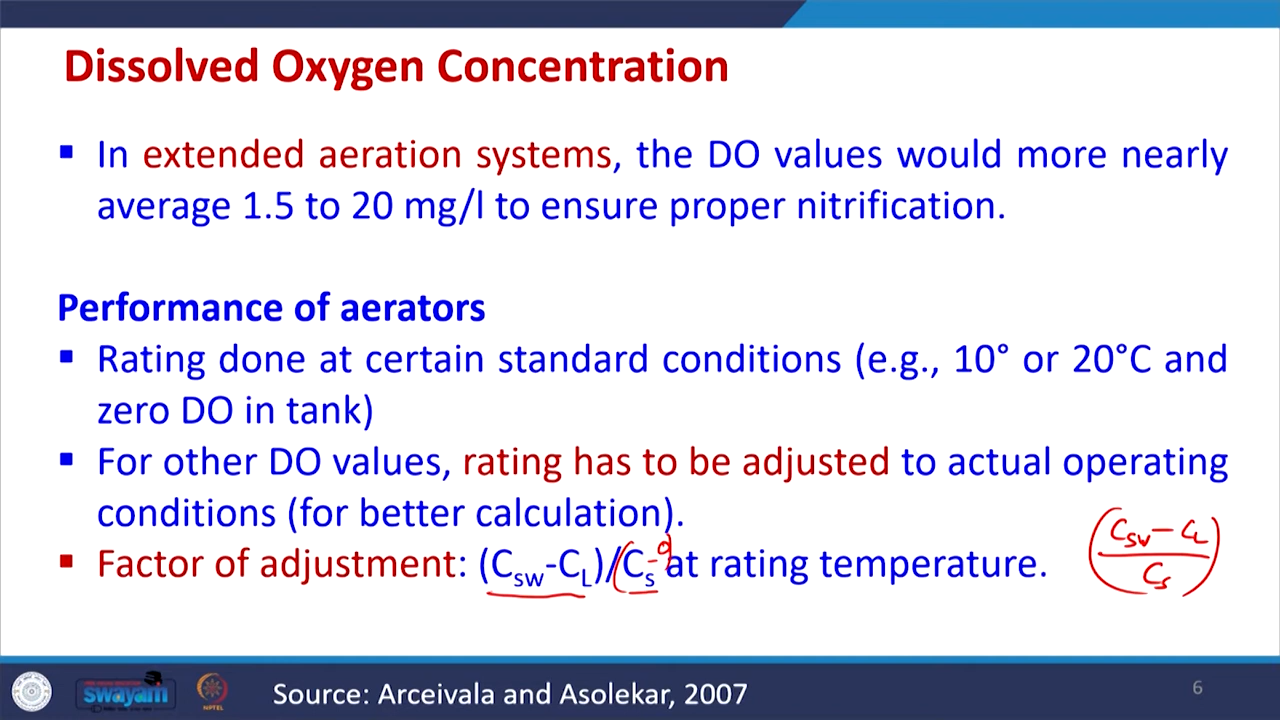 Dissolved Oxygen Concentration
▪ In extended aeration systems, the DO values would more nearly
average 1.5 to 20 mg/l to ensure proper nitrification.
Performance of aerators
▪ Rating done at certain standard conditions (e.g., 10° or 20°C and
zero DO in tank)
▪ For other DO values, rating has to be adjusted to actual operating
conditions (for better calculation).
▪ Factor of adjustment: (Csw-CL)/(Cs-0) at rating temperature.
(Csw-CL
Cs)
swayam
NPTEL
Source: Arceivala and Asolekar, 2007
6